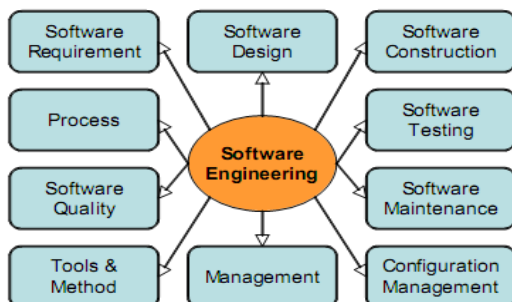 Software
Requirement
Software
Design
Software
Construction
Process
Software
Testing
Software
Engineering
Software
Quality
Software
Maintenance
Tools &
Method
Management
Configuration
Management